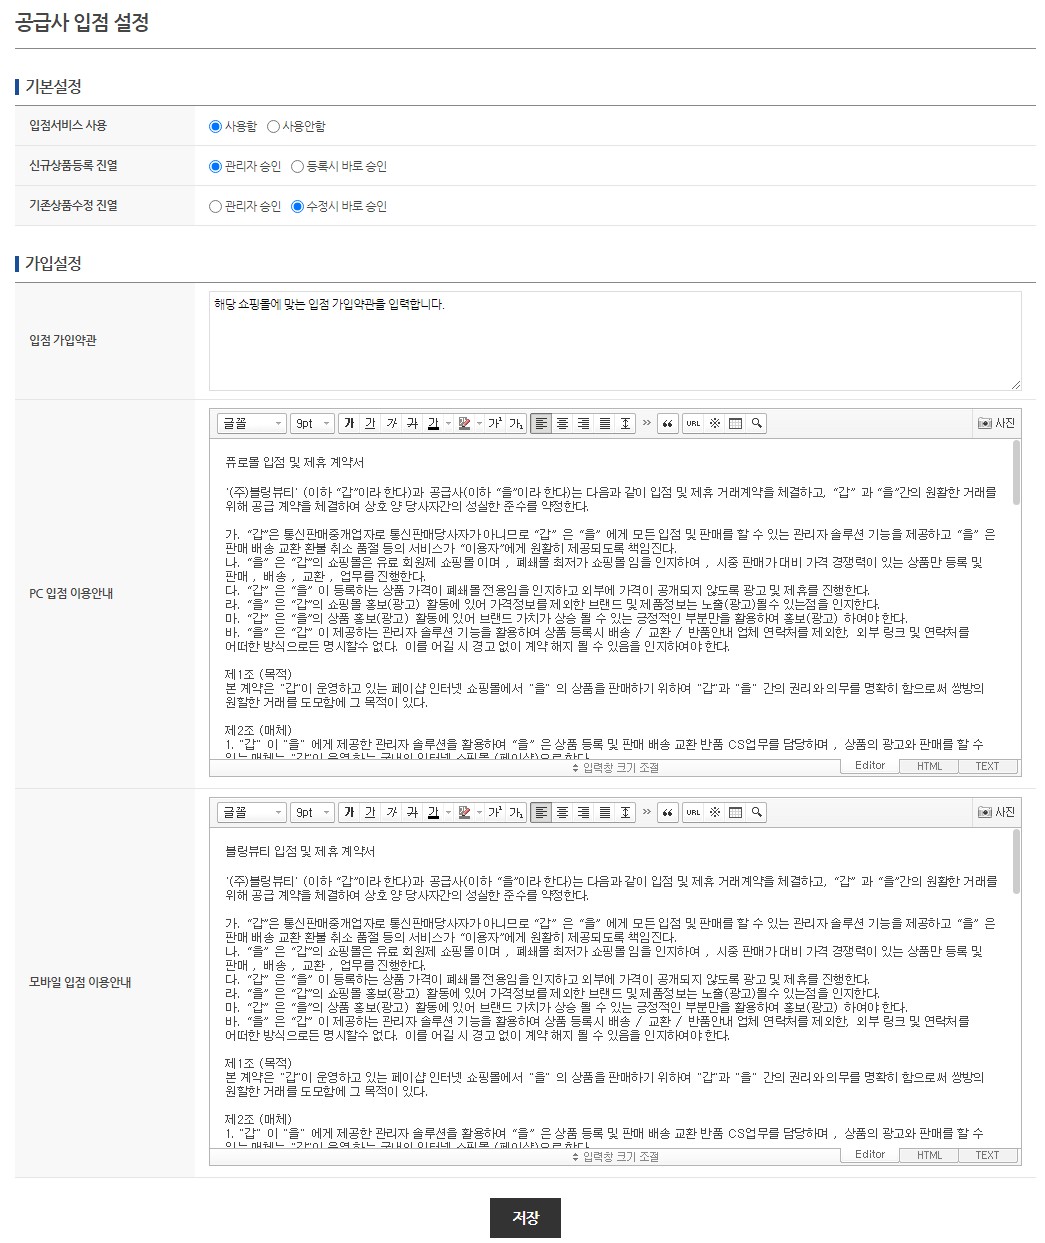 공급사 입점 설정
기본설정
입점서비스 사용
사용함 사용안함
신규상품등록 진열
관리자 승인 등록시 바로 승인
기존상품수정 진열
관리자 승인 수정시 바로 승인
가입설정
입점 가입약관
해당 쇼핑몰에 맞는 입점 가입약관을 입력합니다.
PC 입점 이용안내
글꼴 9pt 가 가 가 가 가 가¹ 가₁ URL ※ 사진
퓨로몰 입점 및 제휴 계약서
'(주)블링뷰티' (이하 “갑”이라 한다)과 공급사(이하 “을”이라 한다)는 다음과 같이 입점 및 제휴 거래계약을 체결하고, “갑” 과 “을”간의 원활한 거래를
위해 공급 계약을 체결하여 상호 양 당사자간의 성실한 준수를 약정한다.
가. “갑”은 통신판매중개업자로 통신판매당사자가 아니므로 “갑” 은 “을” 에게 모든 입점 및 판매를 할 수 있는 관리자 솔루션 기능을 제공하고 “을” 은
판매 배송 교환 환불 취소 품절 등의 서비스가 “이용자”에게 원활히 제공되도록 책임진다.
나. “을” 은 “갑”의 쇼핑몰은 유료 회원제 쇼핑몰 이며 , 폐쇄몰 최저가 쇼핑몰 임을 인지하여 , 시중 판매가 대비 가격 경쟁력이 있는 상품만 등록 및
판매 , 배송 , 교환 , 업무를 진행한다.
다. “갑” 은 “을” 이 등록하는 상품 가격이 폐쇄몰 전용임을 인지하고 외부에 가격이 공개되지 않도록 광고 및 제휴를 진행한다.
라. “을” 은 “갑”의 쇼핑몰 홍보(광고) 활동에 있어 가격정보를 제외한 브랜드 및 제품정보는 노출(광고)될수 있는점을 인지한다.
마. “갑” 은 “을”의 상품 홍보(광고) 활동에 있어 브랜드 가치가 상승 될 수 있는 긍정적인 부분만을 활용하여 홍보(광고) 하여야 한다.
바. “을” 은 “갑” 이 제공하는 관리자 솔루션 기능을 활용하여 상품 등록시 배송 / 교환 / 반품안내 업체 연락처를 제외한, 외부 링크 및 연락처를
어떠한 방식으로든 명시할수 없다. 이를 어길 시 경고 없이 계약 해지 될 수 있음을 인지하여야 한다.
제1조 (목적)
본 계약은 "갑"이 운영하고 있는 페이샵 인터넷 쇼핑몰에서 "을" 의 상품을 판매하기 위하여 "갑"과 "을" 간의 권리와 의무를 명확히 함으로써 쌍방의
원활한 거래를 도모함에 그 목적이 있다.
제2조 (매체)
1. "갑" 이 "을" 에게 제공한 관리자 솔루션을 활용하여 “을” 은 상품 등록 및 판매 배송 교환 반품 CS업무를 담당하며 , 상품의 광고와 판매를 할 수
있는 매체는 "갑"이 운영 하는 국내외 인터넷 쇼핑몰 (페이샵)으로 한다.
입력창 크기 조절 Editor HTML TEXT
모바일 입점 이용안내
글꼴 9pt 가 가 가 가 가 가¹ 가₁ URL ※ 사진
블링뷰티 입점 및 제휴 계약서
'(주)블링뷰티' (이하 “갑”이라 한다)과 공급사(이하 “을”이라 한다)는 다음과 같이 입점 및 제휴 거래계약을 체결하고, “갑” 과 “을”간의 원활한 거래를
위해 공급 계약을 체결하여 상호 양 당사자간의 성실한 준수를 약정한다.
가. “갑”은 통신판매중개업자로 통신판매당사자가 아니므로 “갑” 은 “을” 에게 모든 입점 및 판매를 할 수 있는 관리자 솔루션 기능을 제공하고 “을” 은
판매 배송 교환 환불 취소 품절 등의 서비스가 “이용자”에게 원활히 제공되도록 책임진다.
나. “을” 은 “갑”의 쇼핑몰은 유료 회원제 쇼핑몰 이며 , 폐쇄몰 최저가 쇼핑몰 임을 인지하여 , 시중 판매가 대비 가격 경쟁력이 있는 상품만 등록 및
판매 , 배송 , 교환 , 업무를 진행한다.
다. “갑” 은 “을” 이 등록하는 상품 가격이 폐쇄몰 전용임을 인지하고 외부에 가격이 공개되지 않도록 광고 및 제휴를 진행한다.
라. “을” 은 “갑”의 쇼핑몰 홍보(광고) 활동에 있어 가격정보를 제외한 브랜드 및 제품정보는 노출(광고)될수 있는점을 인지한다.
마. “갑” 은 “을”의 상품 홍보(광고) 활동에 있어 브랜드 가치가 상승 될 수 있는 긍정적인 부분만을 활용하여 홍보(광고) 하여야 한다.
바. “을” 은 “갑” 이 제공하는 관리자 솔루션 기능을 활용하여 상품 등록시 배송 / 교환 / 반품안내 업체 연락처를 제외한, 외부 링크 및 연락처를
어떠한 방식으로든 명시할수 없다. 이를 어길 시 경고 없이 계약 해지 될 수 있음을 인지하여야 한다.
제1조 (목적)
본 계약은 "갑"이 운영하고 있는 페이샵 인터넷 쇼핑몰에서 "을" 의 상품을 판매하기 위하여 "갑"과 "을" 간의 권리와 의무를 명확히 함으로써 쌍방의
원활한 거래를 도모함에 그 목적이 있다.
제2조 (매체)
1. "갑" 이 "을" 에게 제공한 관리자 솔루션을 활용하여 “을” 은 상품 등록 및 판매 배송 교환 반품 CS업무를 담당하며 , 상품의 광고와 판매를 할 수
있는 매체는 "갑"이 운영 하는 국내외 인터넷 쇼핑몰 (페이샵)으로 한다.
입력창 크기 조절 Editor HTML TEXT
저장